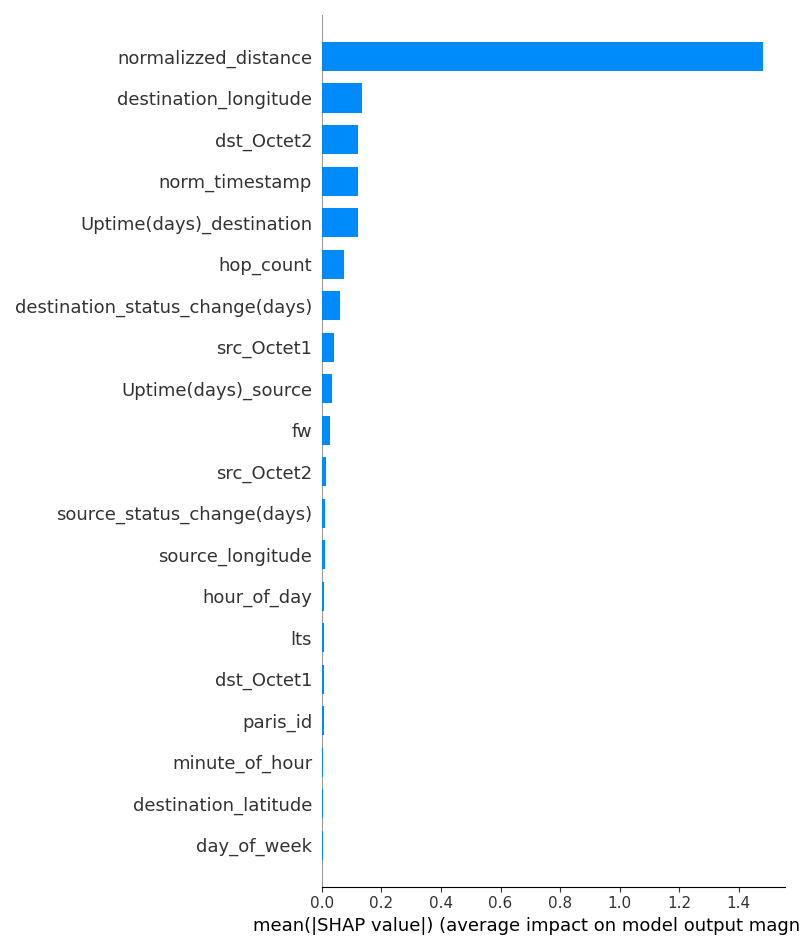 normalizzed_distance
destination_longitude
dst_Octet2
norm_timestamp
Uptime(days)_destination
hop_count
destination_status_change(days)
src_Octet1
Uptime(days)_source
fw
src_Octet2
source_status_change(days)
source_longitude
hour_of_day
lts
dst_Octet1
paris_id
minute_of_hour
destination_latitude
day_of_week
0.0 0.2 0.4 0.6 0.8 1.0 1.2 1.4
mean(|SHAP value|) (average impact on model output magn